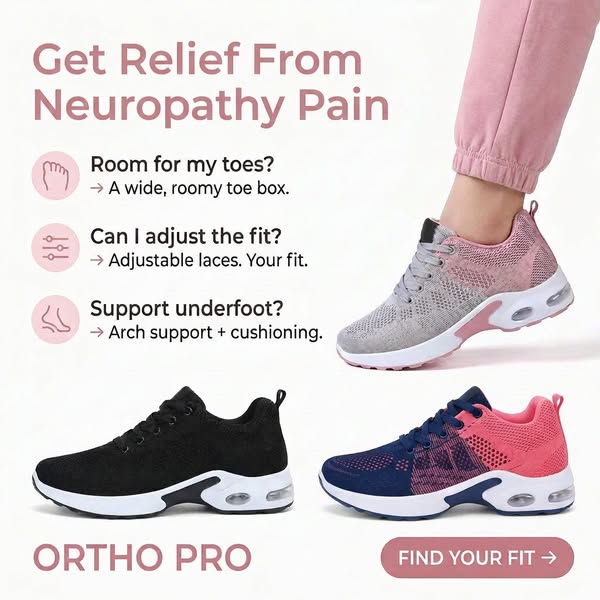 Get Relief From
Neuropathy Pain
Room for my toes?
→ A wide, roomy toe box.
Can I adjust the fit?
→ Adjustable laces. Your fit.
Support underfoot?
→ Arch support + cushioning.
ORTHO PRO
FIND YOUR FIT →